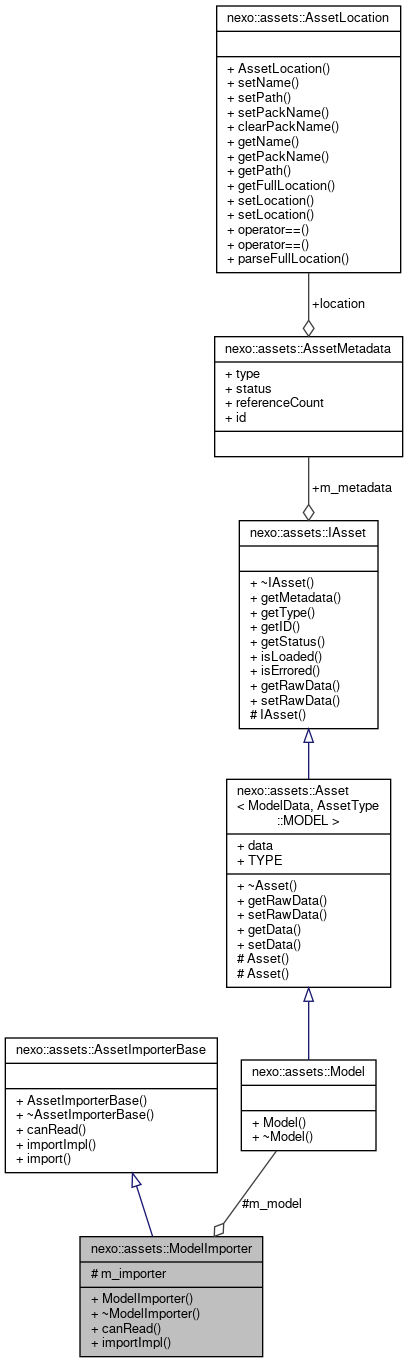 nexo::assets::AssetLocation
+ AssetLocation()
+ setName()
+ setPath()
+ setPackName()
+ clearPackName()
+ getName()
+ getPackName()
+ getPath()
+ getFullLocation()
+ setLocation()
+ setLocation()
+ operator==()
+ operator==()
+ parseFullLocation()
+location
nexo::assets::AssetMetadata
+ type
+ status
+ referenceCount
+ id
+m_metadata
nexo::assets::IAsset
+ ~IAsset()
+ getMetadata()
+ getType()
+ getID()
+ getStatus()
+ isLoaded()
+ isErrored()
+ getRawData()
+ setRawData()
# IAsset()
nexo::assets::Asset
< ModelData, AssetType
::MODEL >
+ data
+ TYPE
+ ~Asset()
+ getRawData()
+ setRawData()
+ getData()
+ setData()
# Asset()
# Asset()
nexo::assets::AssetImporterBase
+ AssetImporterBase()
+ ~AssetImporterBase()
+ canRead()
+ importImpl()
+ import()
nexo::assets::Model
+ Model()
+ ~Model()
#m_model
nexo::assets::ModelImporter
# m_importer
+ ModelImporter()
+ ~ModelImporter()
+ canRead()
+ importImpl()